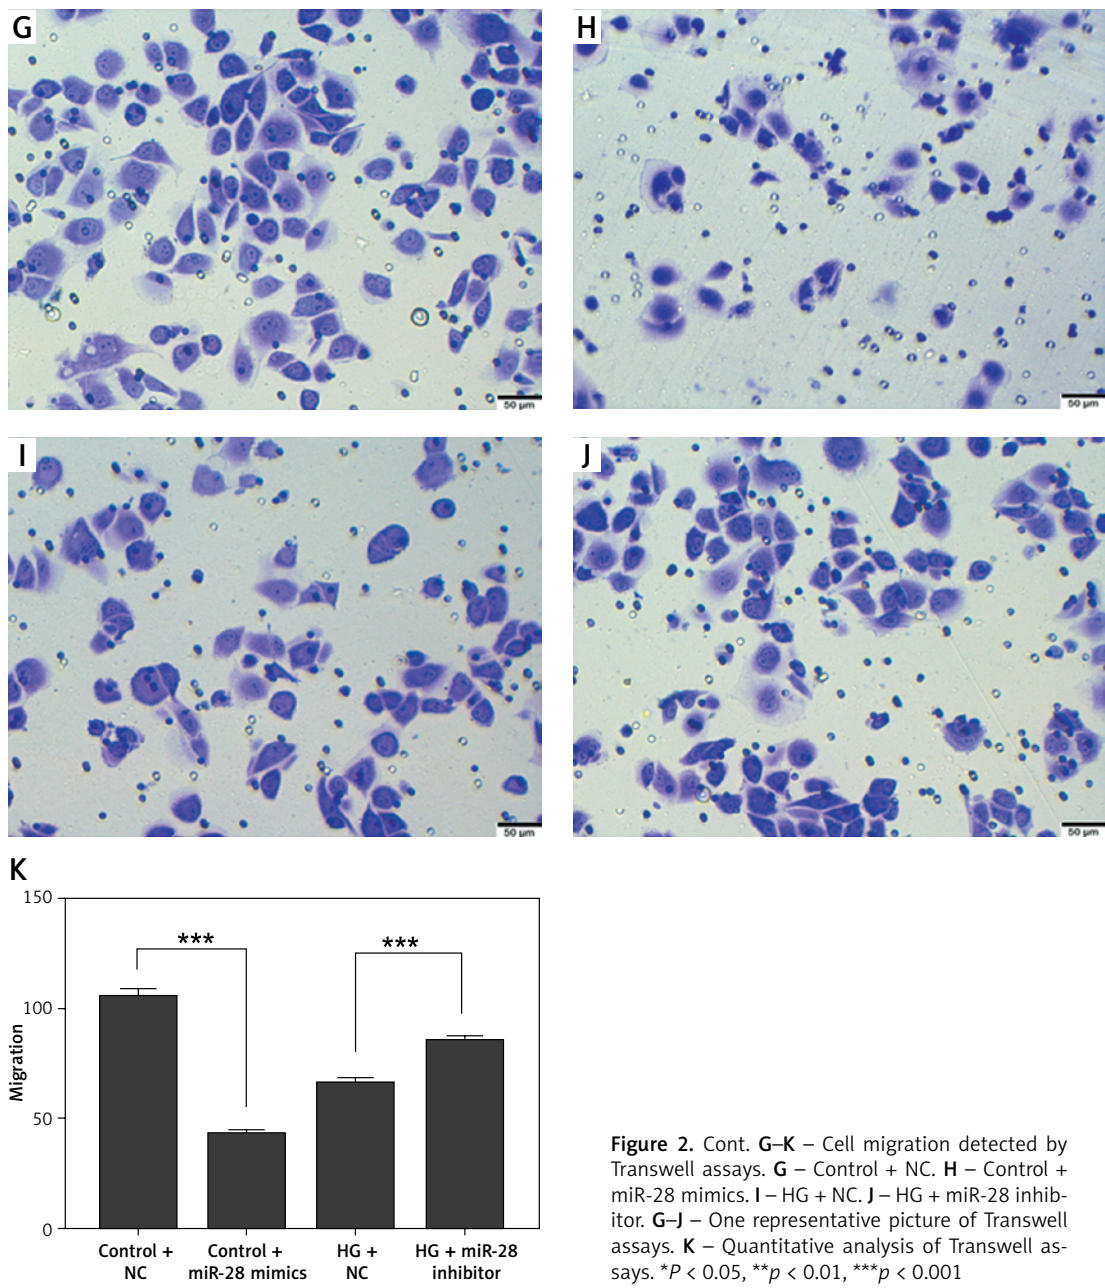 G
H
50 µm
50 µm
I
J
50 µm
50 µm
K
150
***
***
100
Migration
50
0
Control +
NC
Control +
miR-28 mimics
HG +
NC
HG + miR-28
inhibitor
Figure 2. Cont. G–K – Cell migration detected by
Transwell assays. G – Control + NC. H – Control +
miR-28 mimics. I – HG + NC. J – HG + miR-28 inhib-
itor. G–J – One representative picture of Transwell
assays. K – Quantitative analysis of Transwell as-
says. *P < 0.05, **p < 0.01, ***p < 0.001